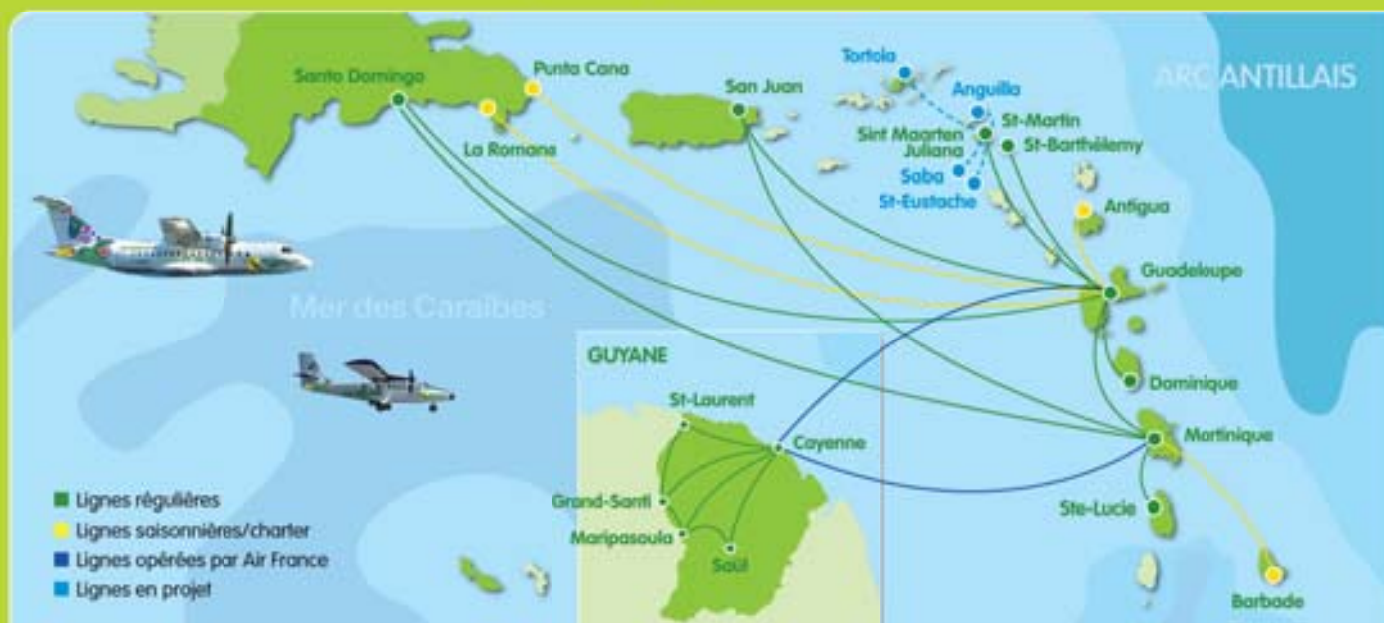 ARC ANTILLAIS
Tortola
Punta Cana
Santo Domingo
San Juan
Anguilla
St-Martin
Sint Maarten
Juliana
St-Barthélemy
La Romana
Saba
St-Eustache
Antigua
Guadeloupe
Mer des Caraïbes
GUYANE
Dominique
St-Laurent
Cayenne
Martinique
Grand-Santi
Ste-Lucie
Maripasoula
Saül
Barbade
Lignes régulières
Lignes saisonnières/charter
Lignes opérées par Air France
Lignes en projet